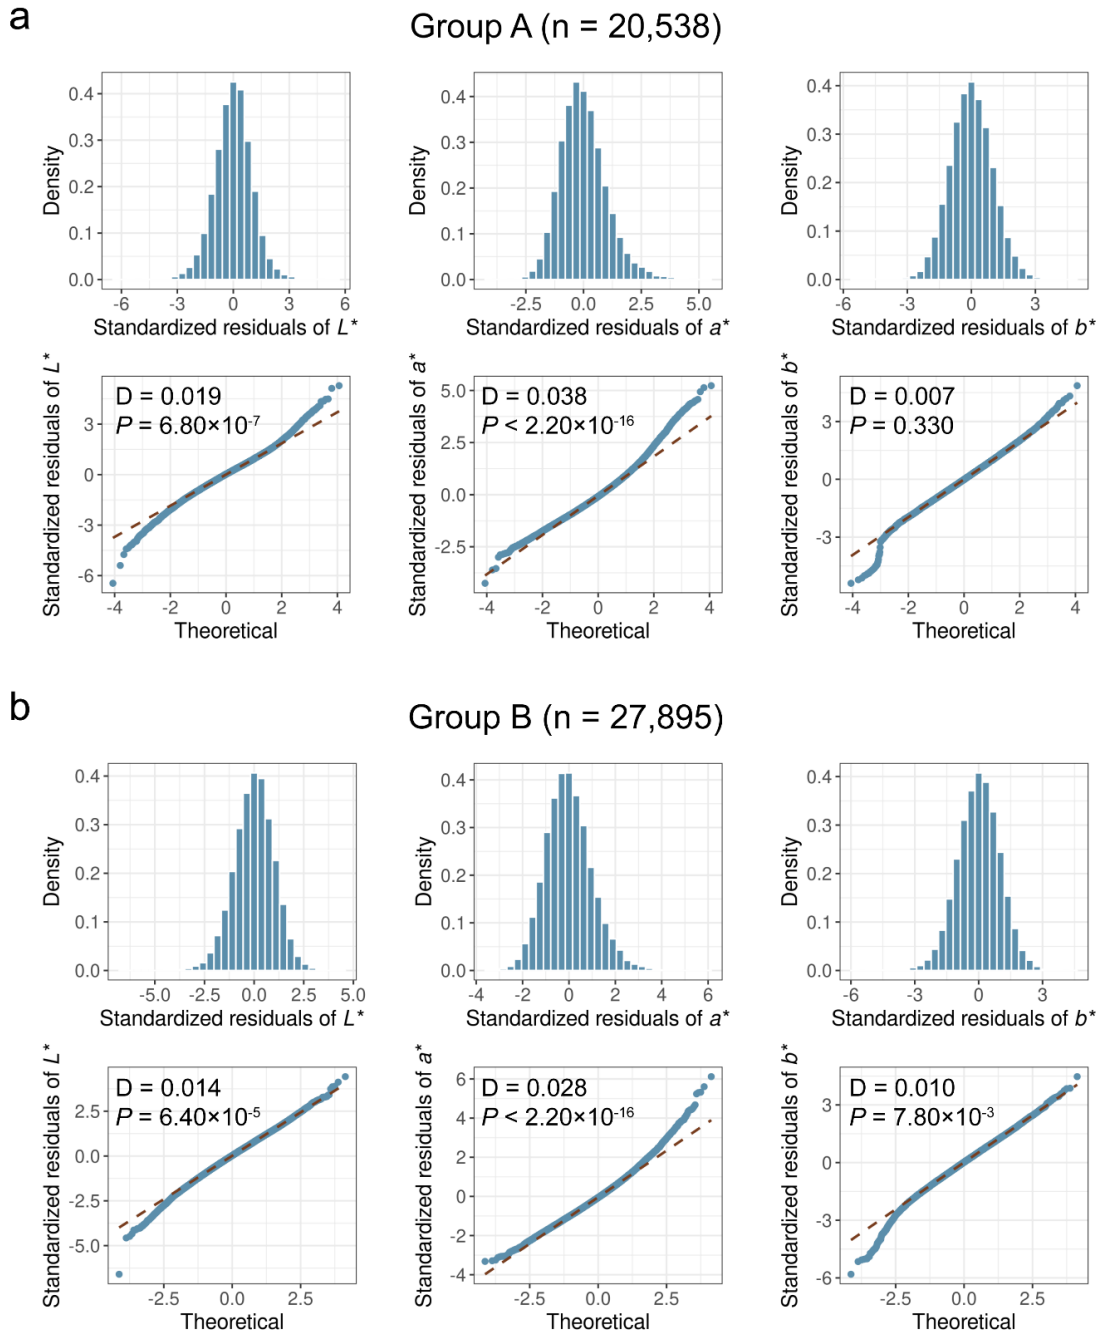 a
Group A (n = 20,538)
Density
0.4
0.3
0.2
0.1
0.0
-6 -3 0 3 6
Standardized residuals of L*
Density
0.4
0.3
0.2
0.1
0.0
-2.5 0.0 2.5 5.0
Standardized residuals of a*
Density
0.4
0.3
0.2
0.1
0.0
-6 -3 0 3
Standardized residuals of b*
Standardized residuals of L*
D = 0.019
P = 6.80×10-7
3
0
-3
-6
-4 -2 0 2 4
Theoretical
Standardized residuals of a*
D = 0.038
P < 2.20×10-16
5.0
2.5
0.0
-2.5
-4 -2 0 2 4
Theoretical
Standardized residuals of b*
D = 0.007
P = 0.330
3
0
-3
-4 -2 0 2 4
Theoretical
b
Group B (n = 27,895)
Density
0.4
0.3
0.2
0.1
0.0
-5.0 -2.5 0.0 2.5 5.0
Standardized residuals of L*
Density
0.4
0.3
0.2
0.1
0.0
-4 -2 0 2 4 6
Standardized residuals of a*
Density
0.4
0.3
0.2
0.1
0.0
-6 -3 0 3
Standardized residuals of b*
Standardized residuals of L*
D = 0.014
P = 6.40×10-5
2.5
0.0
-2.5
-5.0
-2.5 0.0 2.5
Theoretical
Standardized residuals of a*
D = 0.028
P < 2.20×10-16
6
4
2
0
-2
-4
-2.5 0.0 2.5
Theoretical
Standardized residuals of b*
D = 0.010
P = 7.80×10-3
3
0
-3
-6
-2.5 0.0 2.5
Theoretical